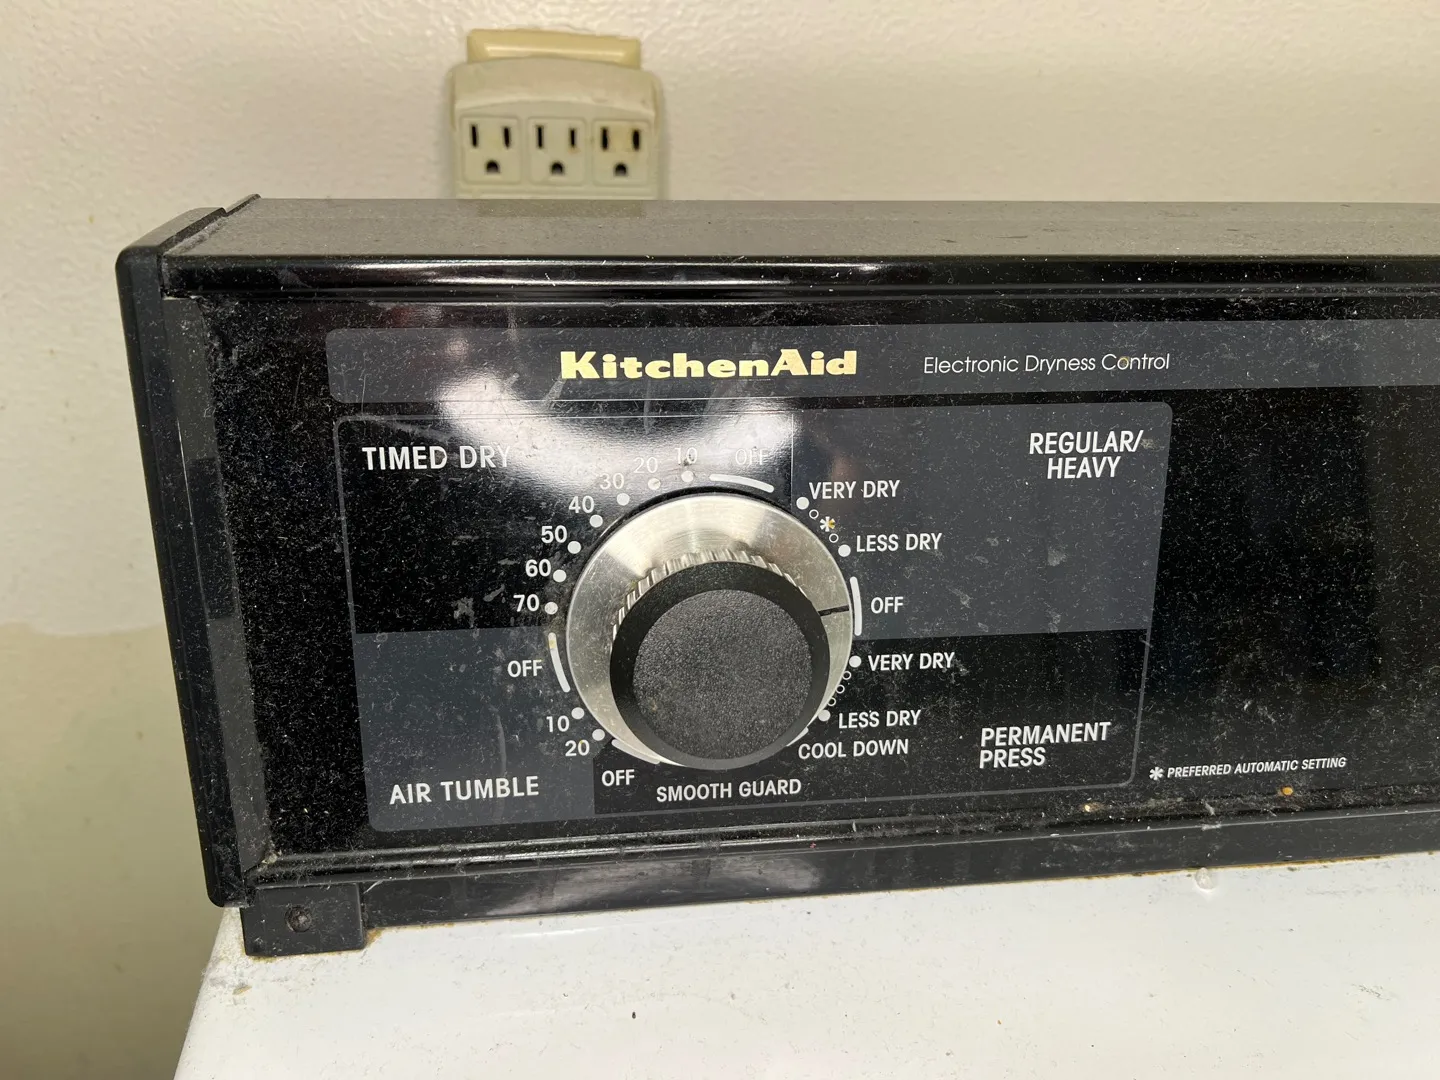 KitchenAid
Electronic Dryness Control
TIMED DRY
REGULAR/
HEAVY
OFF
10
20
30
40
50
60
70
OFF
10
20
OFF
AIR TUMBLE
VERY DRY
*
LESS DRY
OFF
VERY DRY
LESS DRY
COOL DOWN
SMOOTH GUARD
PERMANENT
PRESS
* PREFERRED AUTOMATIC SETTING